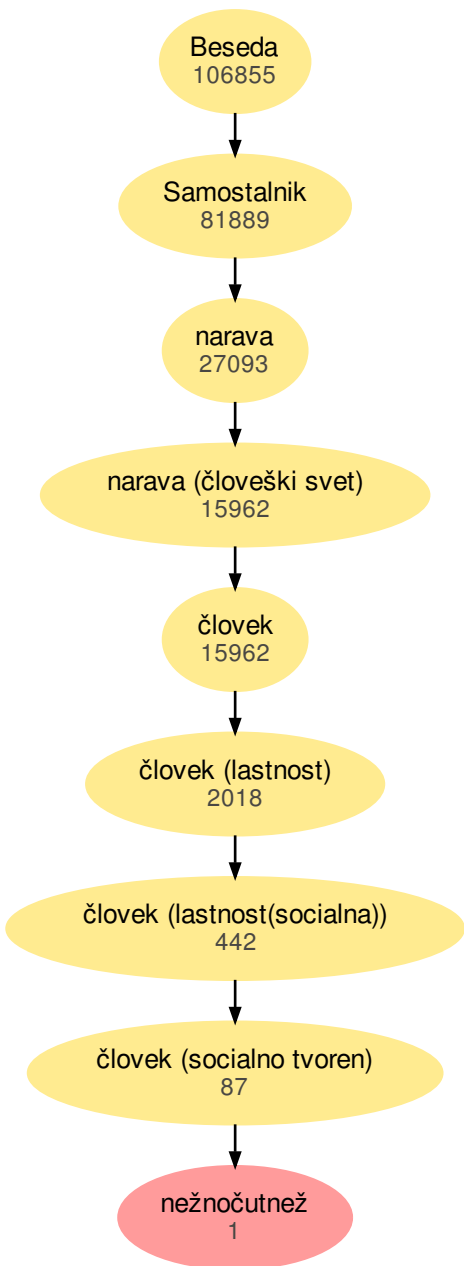 Beseda
106855
Samostalnik
81889
narava
27093
narava (človeški svet)
15962
človek
15962
človek (lastnost)
2018
človek (lastnost(socialna))
442
človek (socialno tvoren)
87
nežnočutnež
1